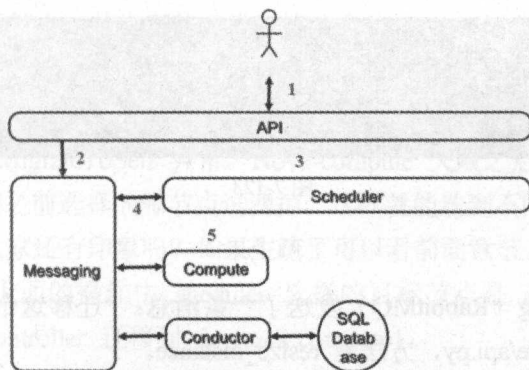 1
API
2
3
Scheduler
4
5
Messaging
Compute
Conductor
SQL
Datab
ase